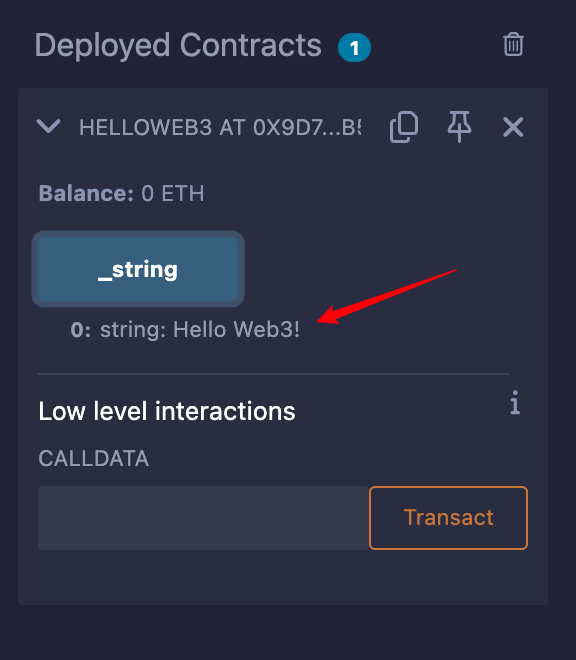 Deployed Contracts 1
HELLOWEB3 AT 0X9D7...B5
Balance: 0 ETH
_string
0: string: Hello Web3!
Low level interactions
i
CALLDATA
Transact